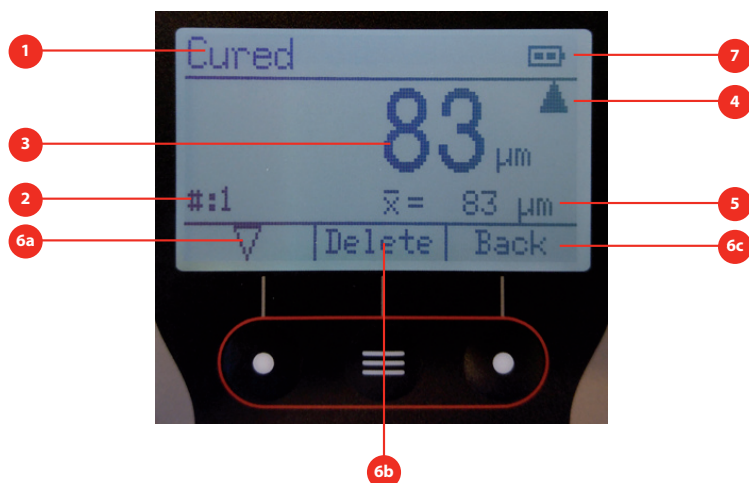 1
Cured
7
4
3
83 µm
2
#:1
x̄= 83 µm
5
6a
Delete
Back
6c
6b